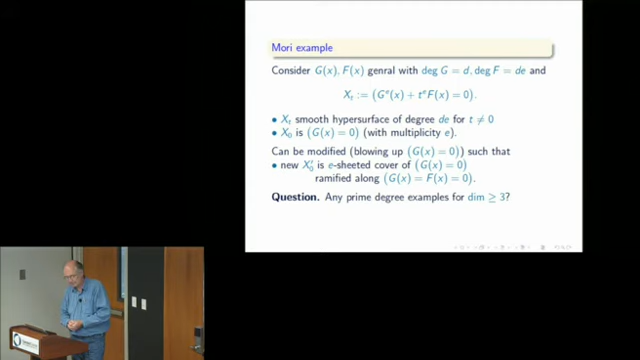 Mori example
Consider G(x), F(x) genral with deg G = d, deg F = de and
X_t := (G^e(x) + t^e F(x) = 0).
• X_t smooth hypersurface of degree de for t ≠ 0
• X_0 is (G(x) = 0) (with multiplicity e).
Can be modified (blowing up (G(x) = 0)) such that
• new X'_0 is e-sheeted cover of (G(x) = 0)
ramified along (G(x) = F(x) = 0).
Question. Any prime degree examples for dim ≥ 3?